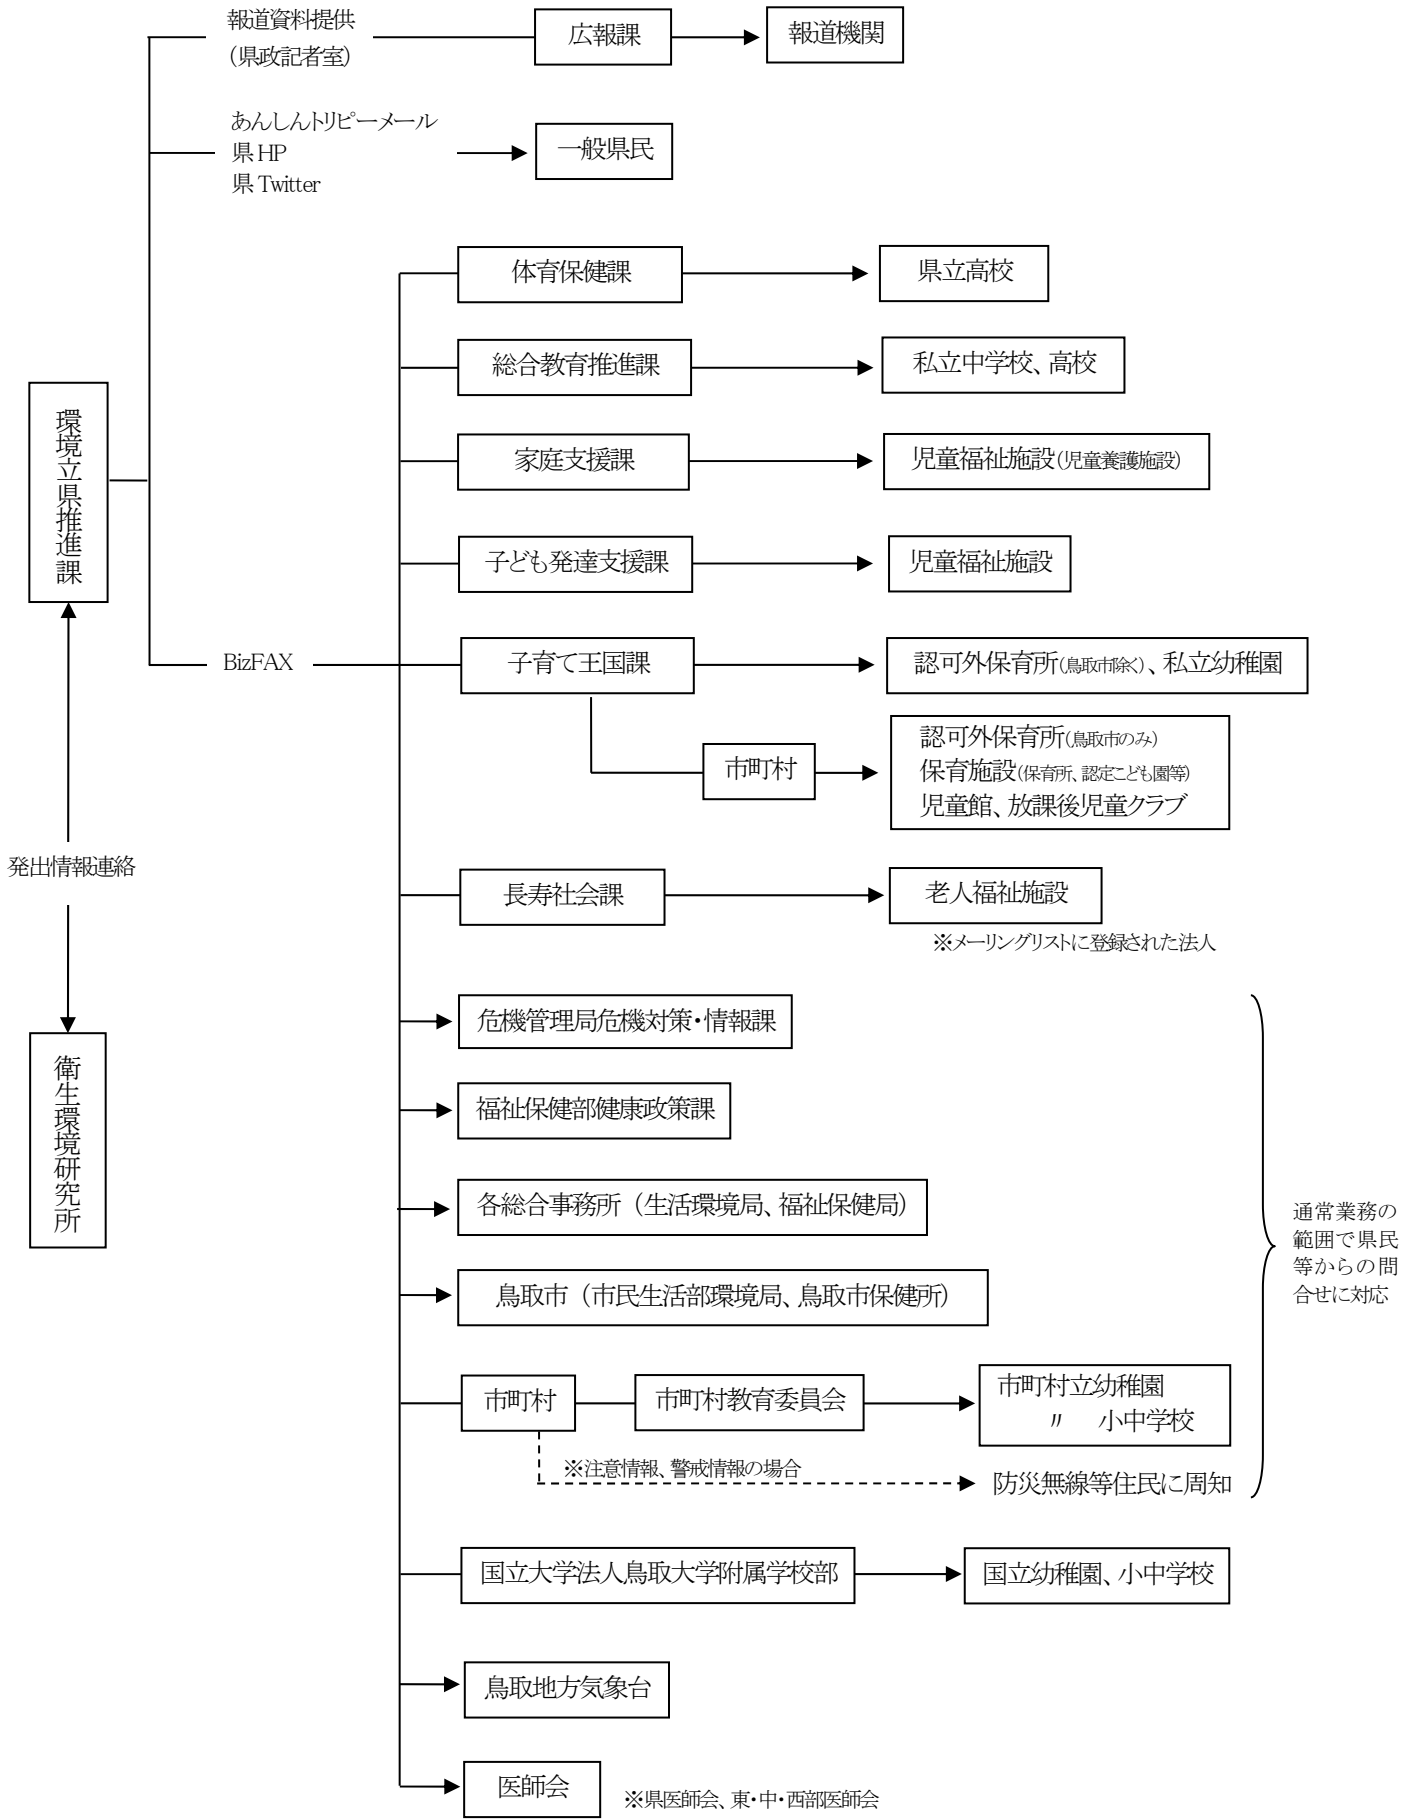 報道資料提供
（県政記者室）
広報課
報道機関
あんしんトリピーメール
県 HP
県 Twitter
一般県民
体育保健課
県立高校
総合教育推進課
私立中学校、高校
環境立県推進課
家庭支援課
児童福祉施設（児童養護施設）
子ども発達支援課
児童福祉施設
BizFAX
子育て王国課
認可外保育所（鳥取市除く）、私立幼稚園
市町村
認可外保育所（鳥取市のみ）
保育施設（保育所、認定こども園等）
児童館、放課後児童クラブ
発出情報連絡
長寿社会課
老人福祉施設
※メーリングリストに登録された法人
衛生環境研究所
危機管理局危機対策・情報課
福祉保健部健康政策課
各総合事務所（生活環境局、福祉保健局）
鳥取市（市民生活部環境局、鳥取市保健所）
通常業務の
範囲で県民
等からの問
合せに対応
市町村
市町村教育委員会
市町村立幼稚園
〃　小中学校
※注意情報、警戒情報の場合
防災無線等住民に周知
国立大学法人鳥取大学附属学校部
国立幼稚園、小中学校
鳥取地方気象台
医師会
※県医師会、東・中・西部医師会